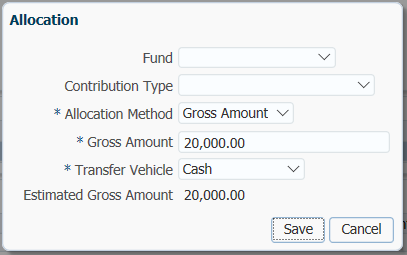 Allocation
Fund
Contribution Type
* Allocation Method Gross Amount
* Gross Amount 20,000.00
* Transfer Vehicle Cash
Estimated Gross Amount 20,000.00
Save Cancel